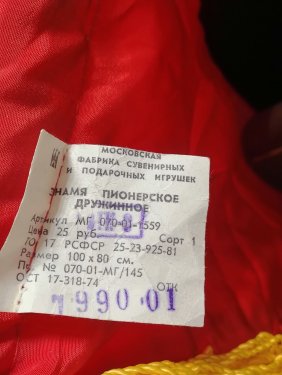 МОСКОВСКАЯ
ФАБРИКА СУВЕНИРНЫХ
И ПОДАРОЧНЫХ ИГРУШЕК
ЗНАМЯ ПИОНЕРСКОЕ
ДРУЖИННОЕ
Артикул МГ 070-01-1559
Цена 25 руб. Сорт 1
ТО 17 РСФСР 25-23-925-81
Размер 100 x 80 см.
Пр. № 070-01-МГ/145
ОСТ 17-318-74 ОТК
1990 01